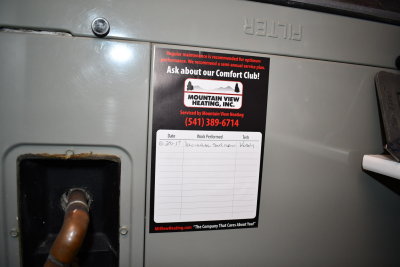 FILTER
Regular maintenance is recommended for optimum
performance. We recommend a semi-annual service plan.
Ask about our Comfort Club!
MOUNTAIN VIEW
HEATING, INC.
Serviced by Mountain View Heating
(541) 389-6714
Date Work Performed Tech
"The Company That Cares About You!"